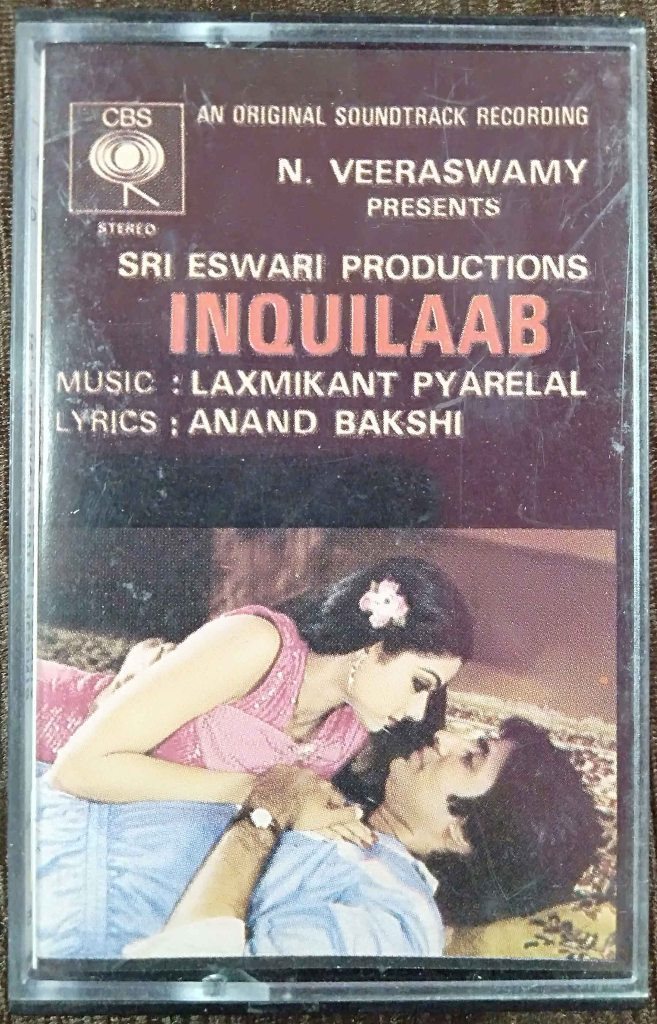 CBS
STEREO
AN ORIGINAL SOUNDTRACK RECORDING
N. VEERASWAMY
PRESENTS
SRI ESWARI PRODUCTIONS
INQUILAAB
MUSIC : LAXMIKANT PYARELAL
LYRICS : ANAND BAKSHI